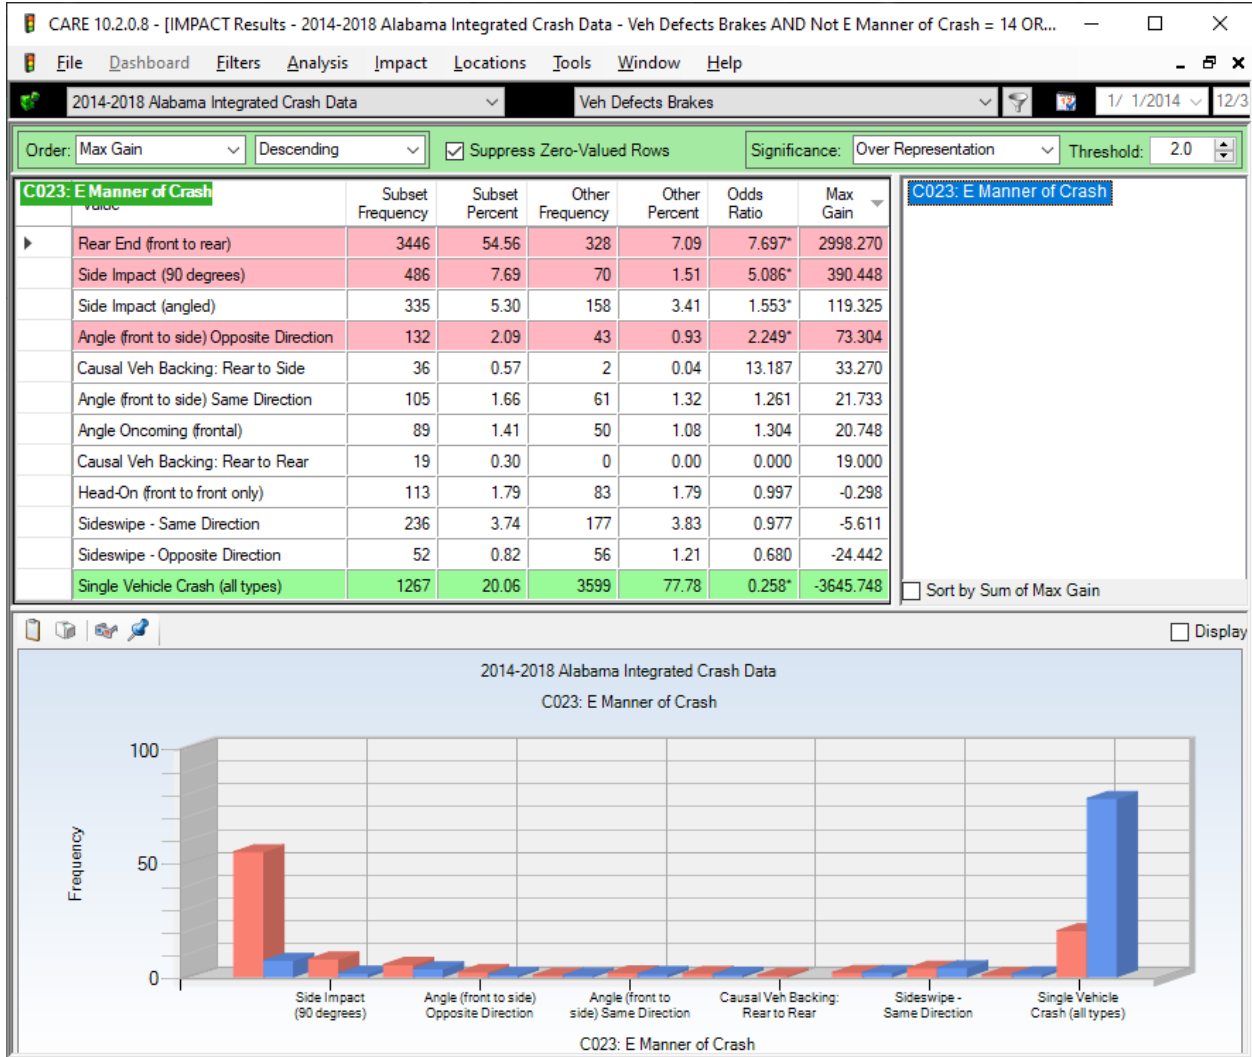 CARE 10.2.0.8 - [IMPACT Results - 2014-2018 Alabama Integrated Crash Data - Veh Defects Brakes AND Not E Manner of Crash = 14 OR...
File Dashboard Filters Analysis Impact Locations Tools Window Help
2014-2018 Alabama Integrated Crash Data Veh Defects Brakes 1/ 1/2014 12/3
Order: Max Gain Descending Suppress Zero-Valued Rows Significance: Over Representation Threshold: 2.0
C023: E Manner of Crash Subset Frequency Subset Percent Other Frequency Other Percent Odds Ratio Max Gain
C023: E Manner of Crash
Rear End (front to rear) 3446 54.56 328 7.09 7.697* 2998.270
Side Impact (90 degrees) 486 7.69 70 1.51 5.086* 390.448
Side Impact (angled) 335 5.30 158 3.41 1.553* 119.325
Angle (front to side) Opposite Direction 132 2.09 43 0.93 2.249* 73.304
Causal Veh Backing: Rear to Side 36 0.57 2 0.04 13.187 33.270
Angle (front to side) Same Direction 105 1.66 61 1.32 1.261 21.733
Angle Oncoming (frontal) 89 1.41 50 1.08 1.304 20.748
Causal Veh Backing: Rear to Rear 19 0.30 0 0.00 0.000 19.000
Head-On (front to front only) 113 1.79 83 1.79 0.997 -0.298
Sideswipe - Same Direction 236 3.74 177 3.83 0.977 -5.611
Sideswipe - Opposite Direction 52 0.82 56 1.21 0.680 -24.442
Single Vehicle Crash (all types) 1267 20.06 3599 77.78 0.258* -3645.748
Sort by Sum of Max Gain
Display
2014-2018 Alabama Integrated Crash Data
C023: E Manner of Crash
100
50
0
Frequency
Side Impact (90 degrees)
Angle (front to side) Opposite Direction
Angle (front to side) Same Direction
Causal Veh Backing: Rear to Rear
Sideswipe - Same Direction
Single Vehicle Crash (all types)
C023: E Manner of Crash